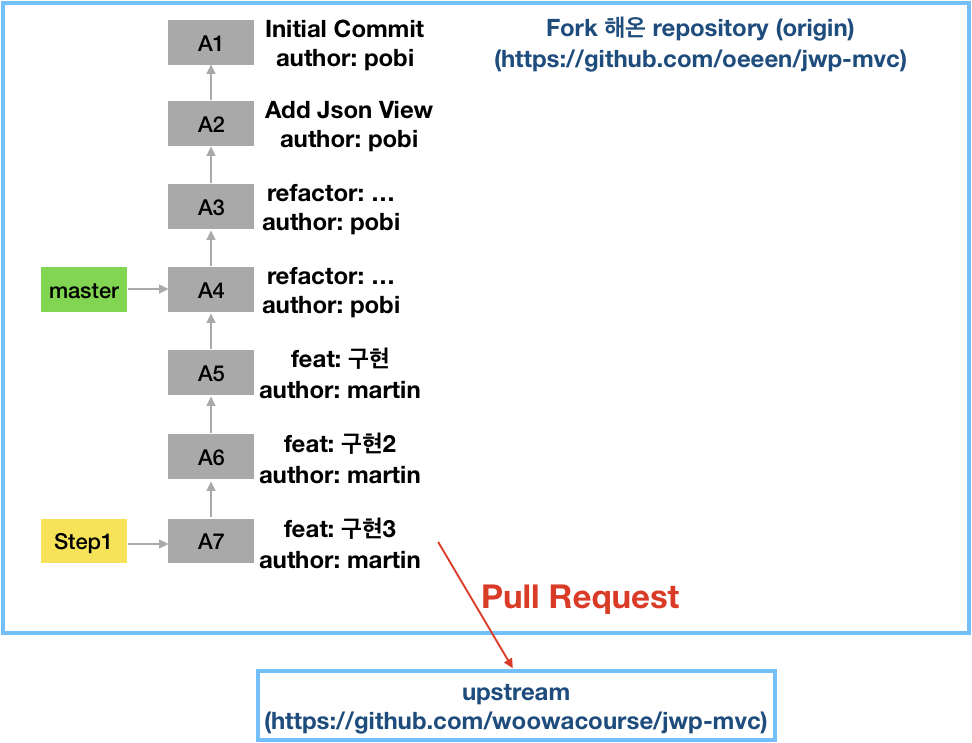 Fork 해온 repository (origin)
(https://github.com/oeeen/jwp-mvc)
A1
Initial Commit
author: pobi
A2
Add Json View
author: pobi
A3
refactor: ...
author: pobi
master
A4
refactor: ...
author: pobi
A5
feat: 구현
author: martin
A6
feat: 구현2
author: martin
Step1
A7
feat: 구현3
author: martin
Pull Request
upstream
(https://github.com/woowacourse/jwp-mvc)